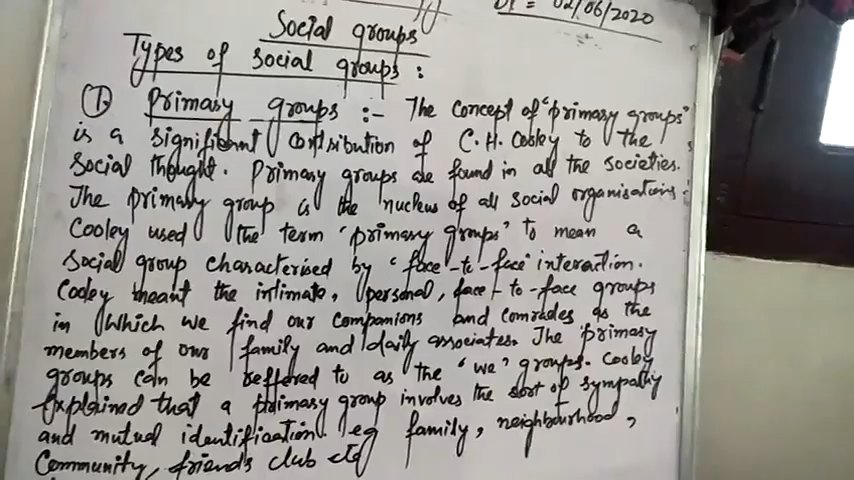 Dt = 02/06/2020
Social groups
Types of social groups :
1. Primary groups :- The concept of "primary groups"
is a significant contribution of C.H. Cooley to the
Social thought. Primary groups are found in all the societies.
The primary group is the nucleus of all social organisations.
Cooley used the term 'primary groups' to mean a
social group characterised by 'face-to-face' interaction.
Cooley meant the intimate, personal, face-to-face groups
in which we find our companions and comrades as the
members of our family and daily associates. The primary
groups can be reffered to as the 'we' groups. Cooley
explained that a primary group involves the sort of sympathy
and mutual identification eg family, neighbourhood,
Community, friends club etc